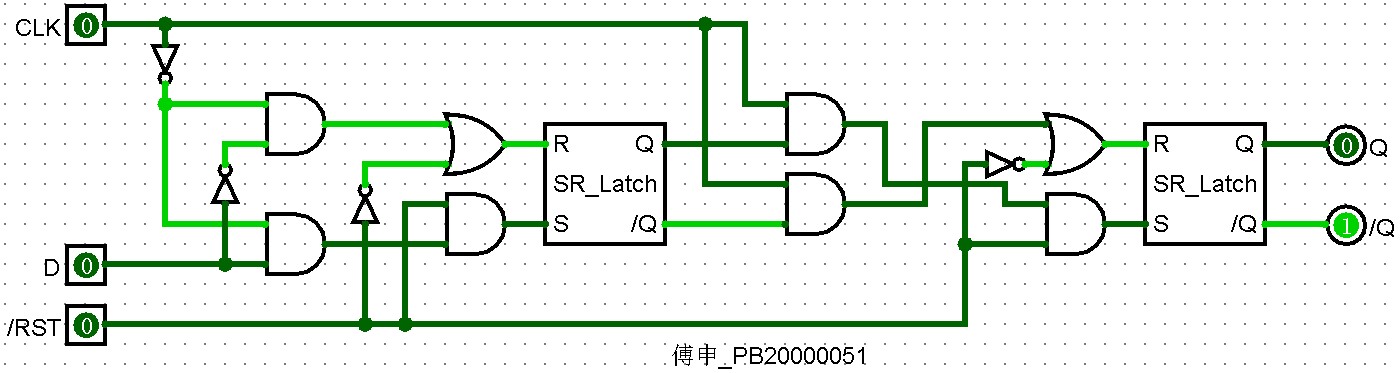 CLK 0
R Q R Q 0 Q
SR_Latch SR_Latch
S /Q S /Q 1 /Q
D 0
/RST 0
傅申_PB20000051